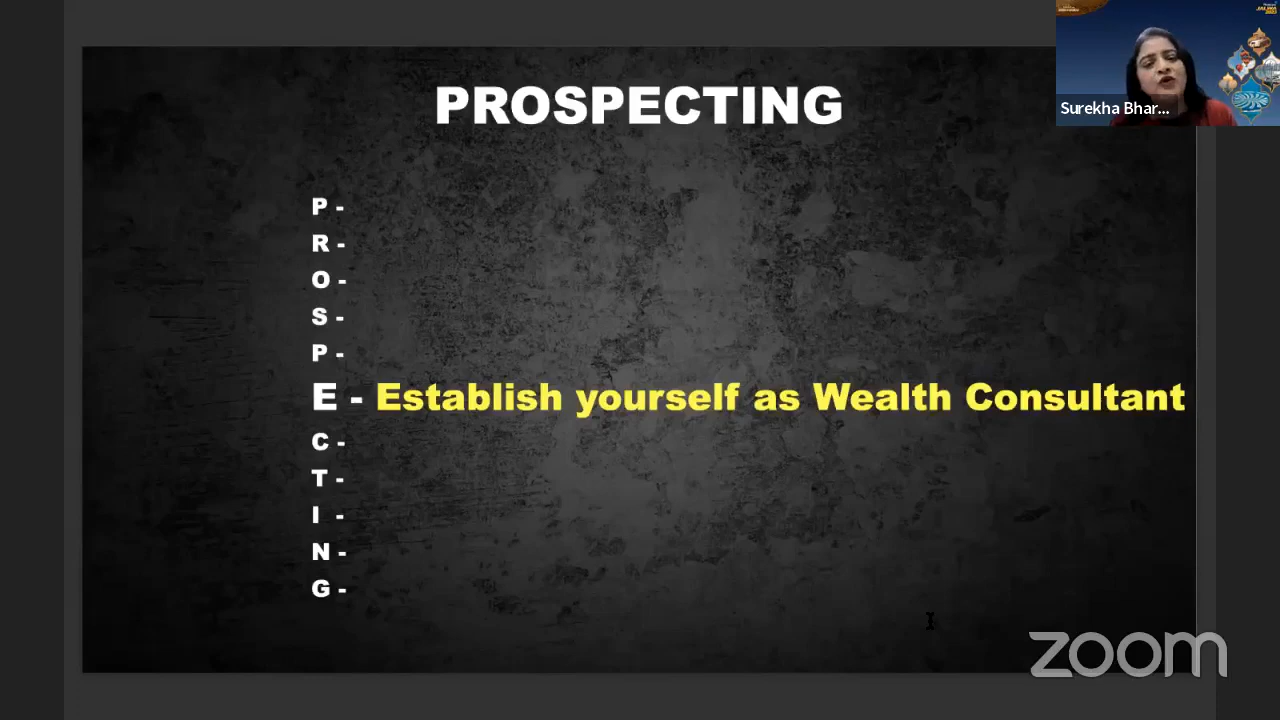 PROSPECTING
Surekha Bhar...
P -
R -
O -
S -
P -
E - Establish yourself as Wealth Consultant
C -
T -
I -
N -
G -
zoom